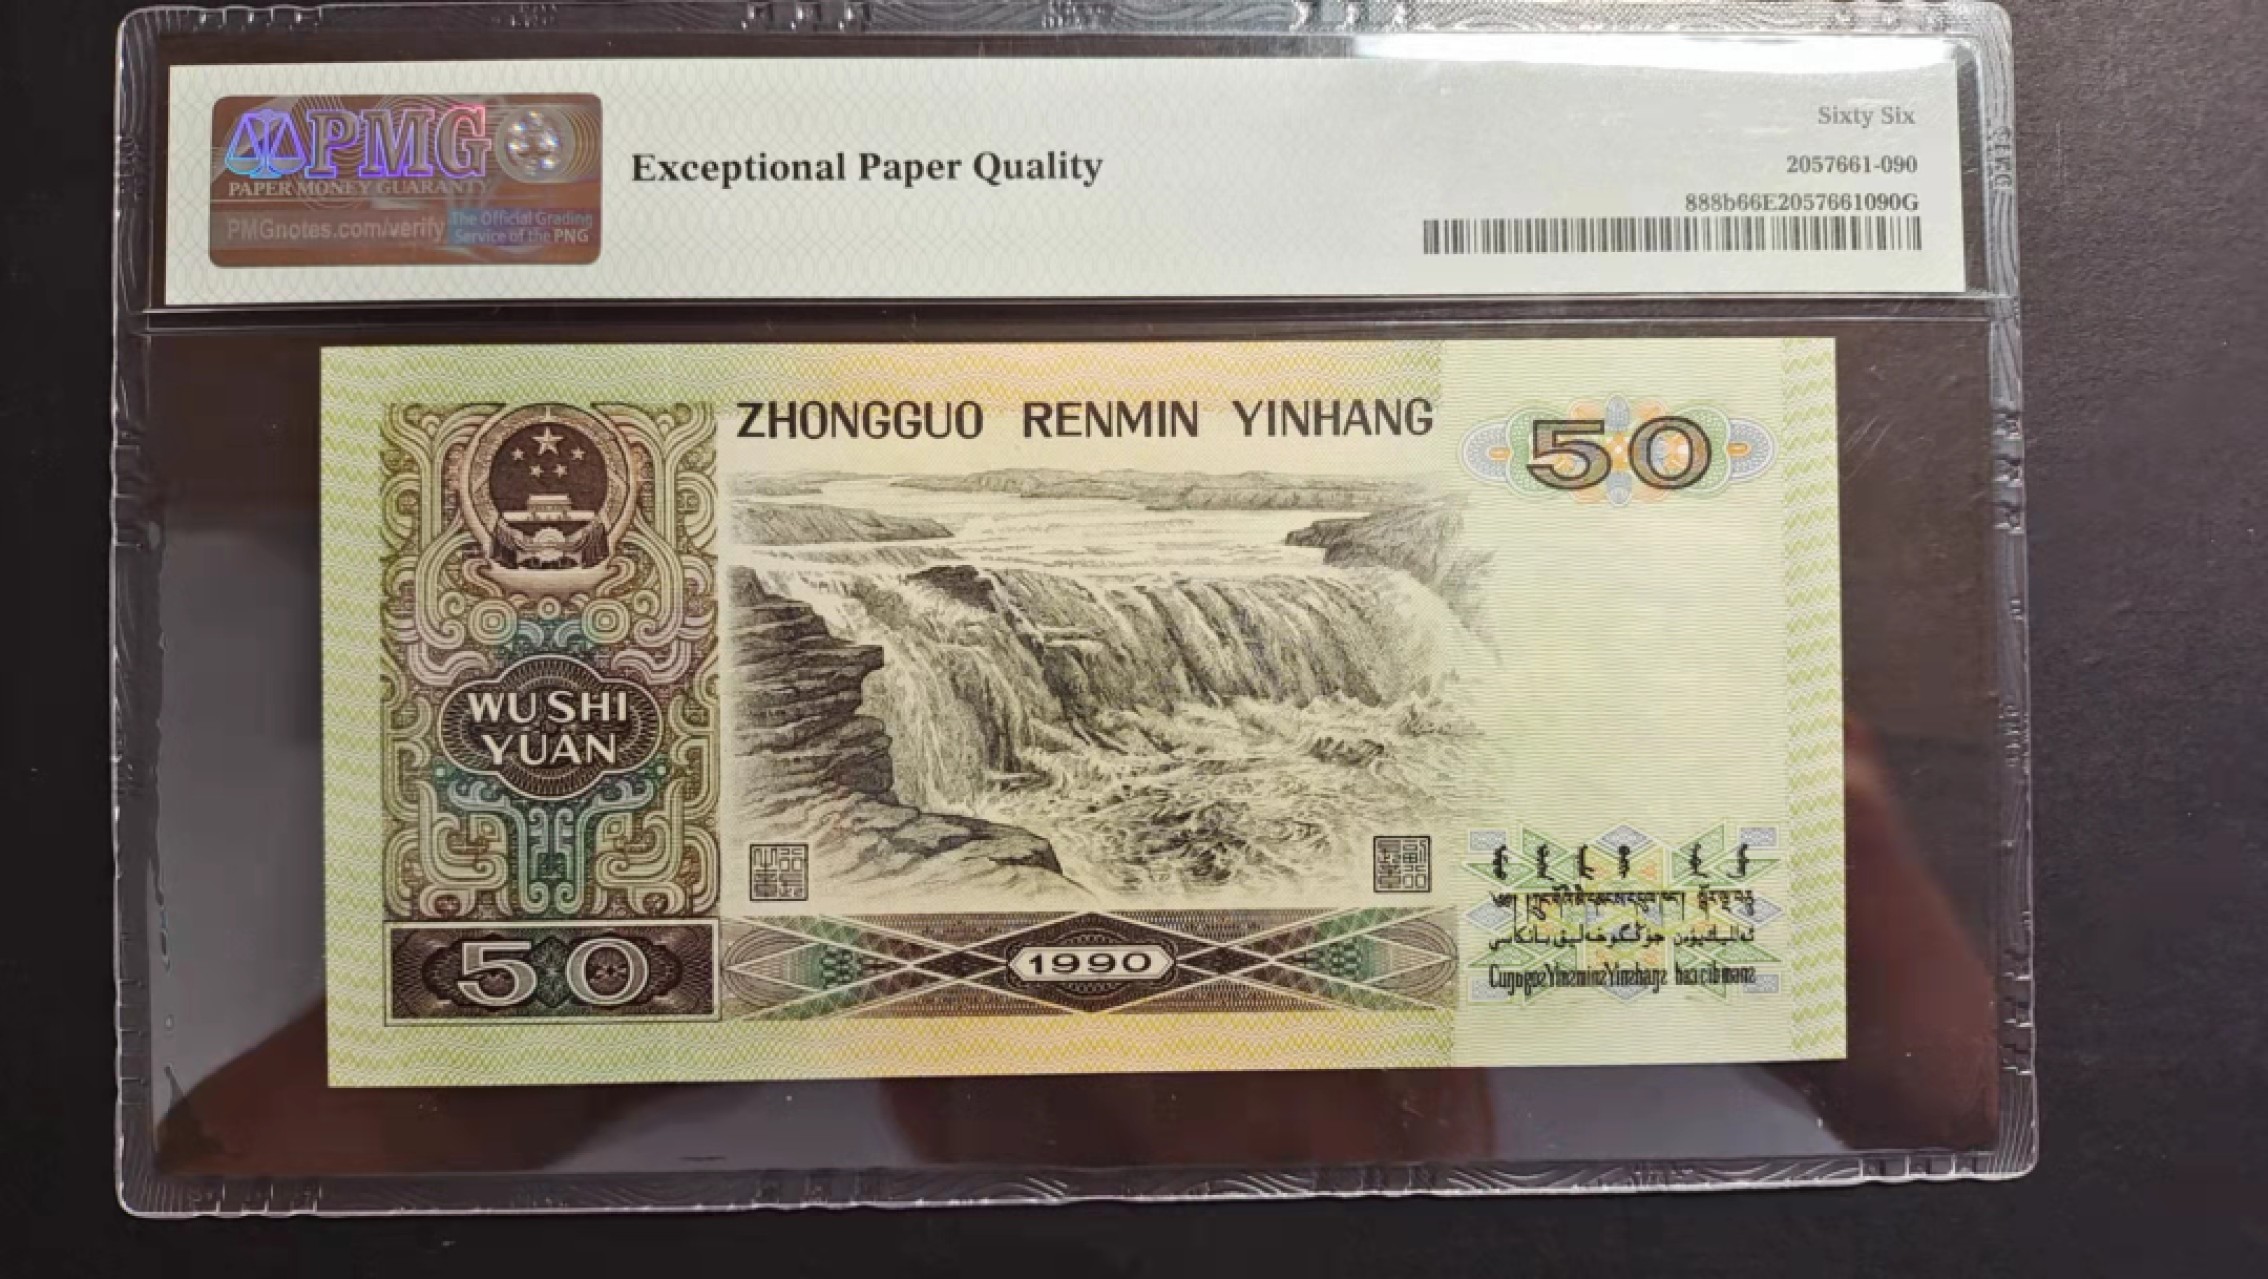 PMG
PAPER MONEY GUARANTY
PMGnotes.com/verify
The Official Grading
Service of the PNG
Exceptional Paper Quality
Sixty Six
2057661-090
888b66E2057661090G
ZHONGGUO RENMIN YINHANG
50
WU SHI
YUAN
50
1990